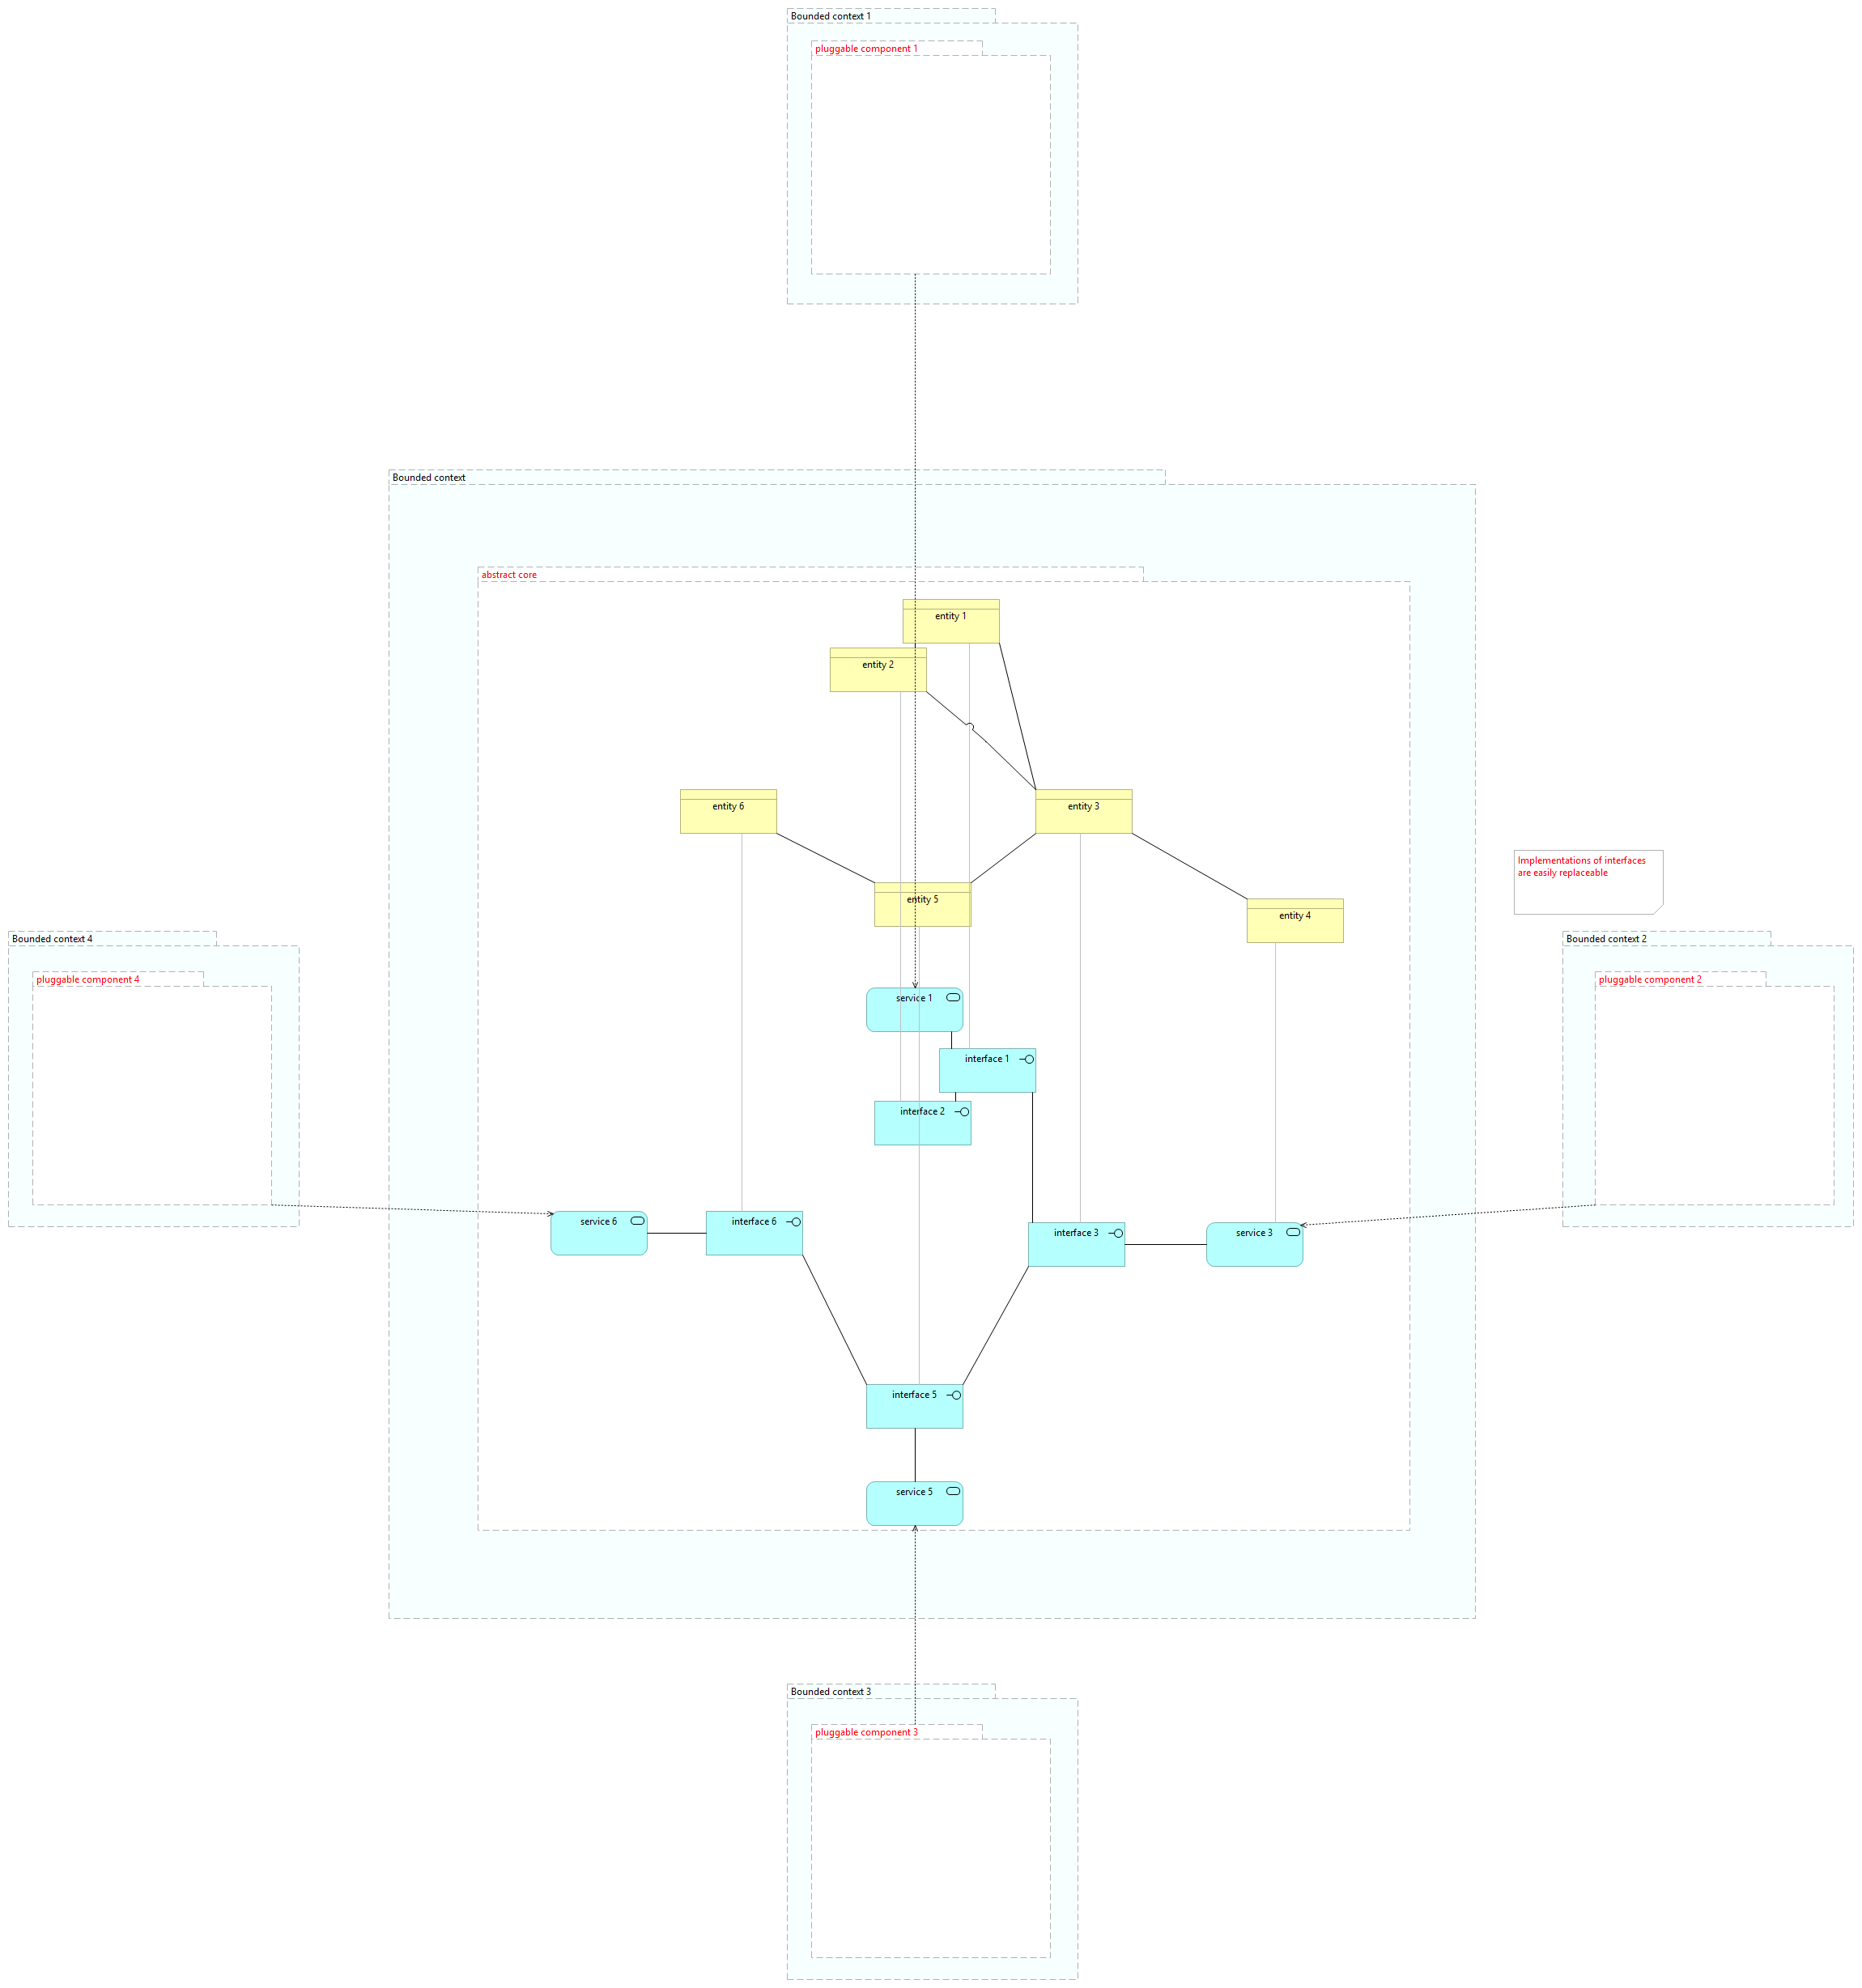 Bounded context 1
pluggable component 1
Bounded context
abstract core
entity 1
entity 2
entity 6
entity 3
entity 5
entity 4
Implementations of interfaces
are easily replaceable
Bounded context 4
pluggable component 4
Bounded context 2
pluggable component 2
service 1
interface 1
interface 2
service 6
interface 6
interface 3
service 3
interface 5
service 5
Bounded context 3
pluggable component 3